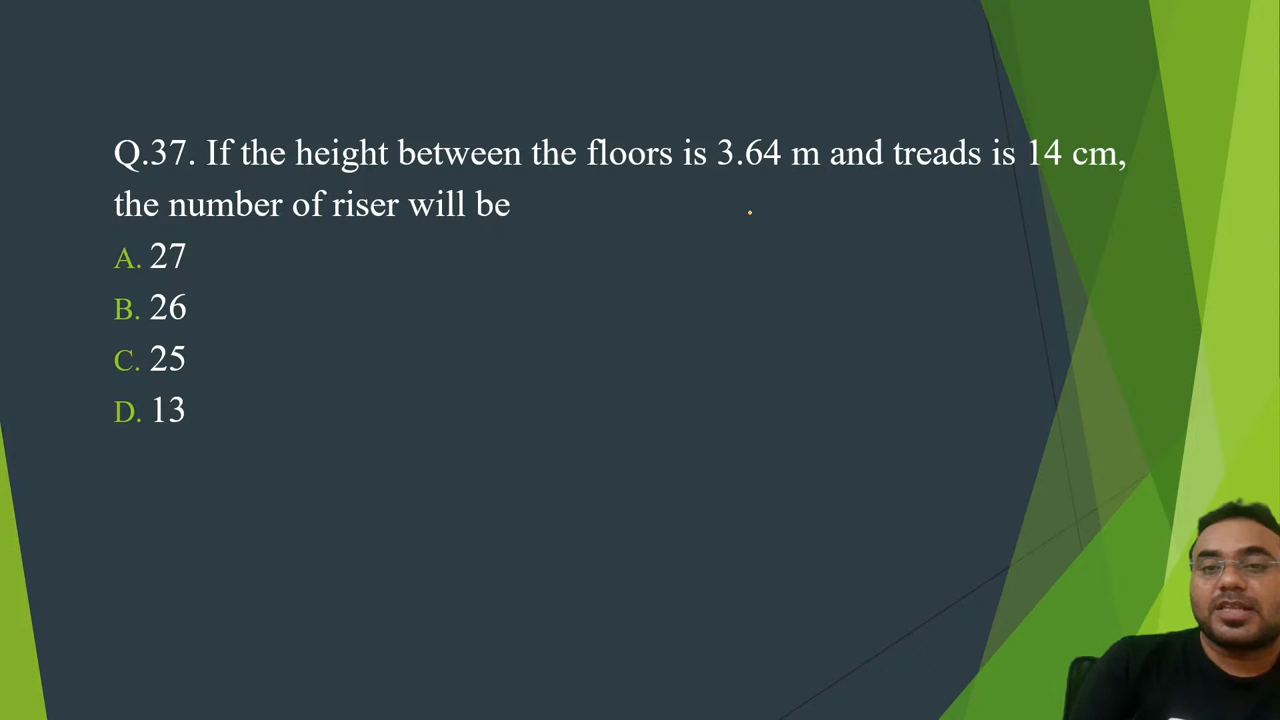 Q.37. If the height between the floors is 3.64 m and treads is 14 cm,
the number of riser will be
A. 27
B. 26
C. 25
D. 13